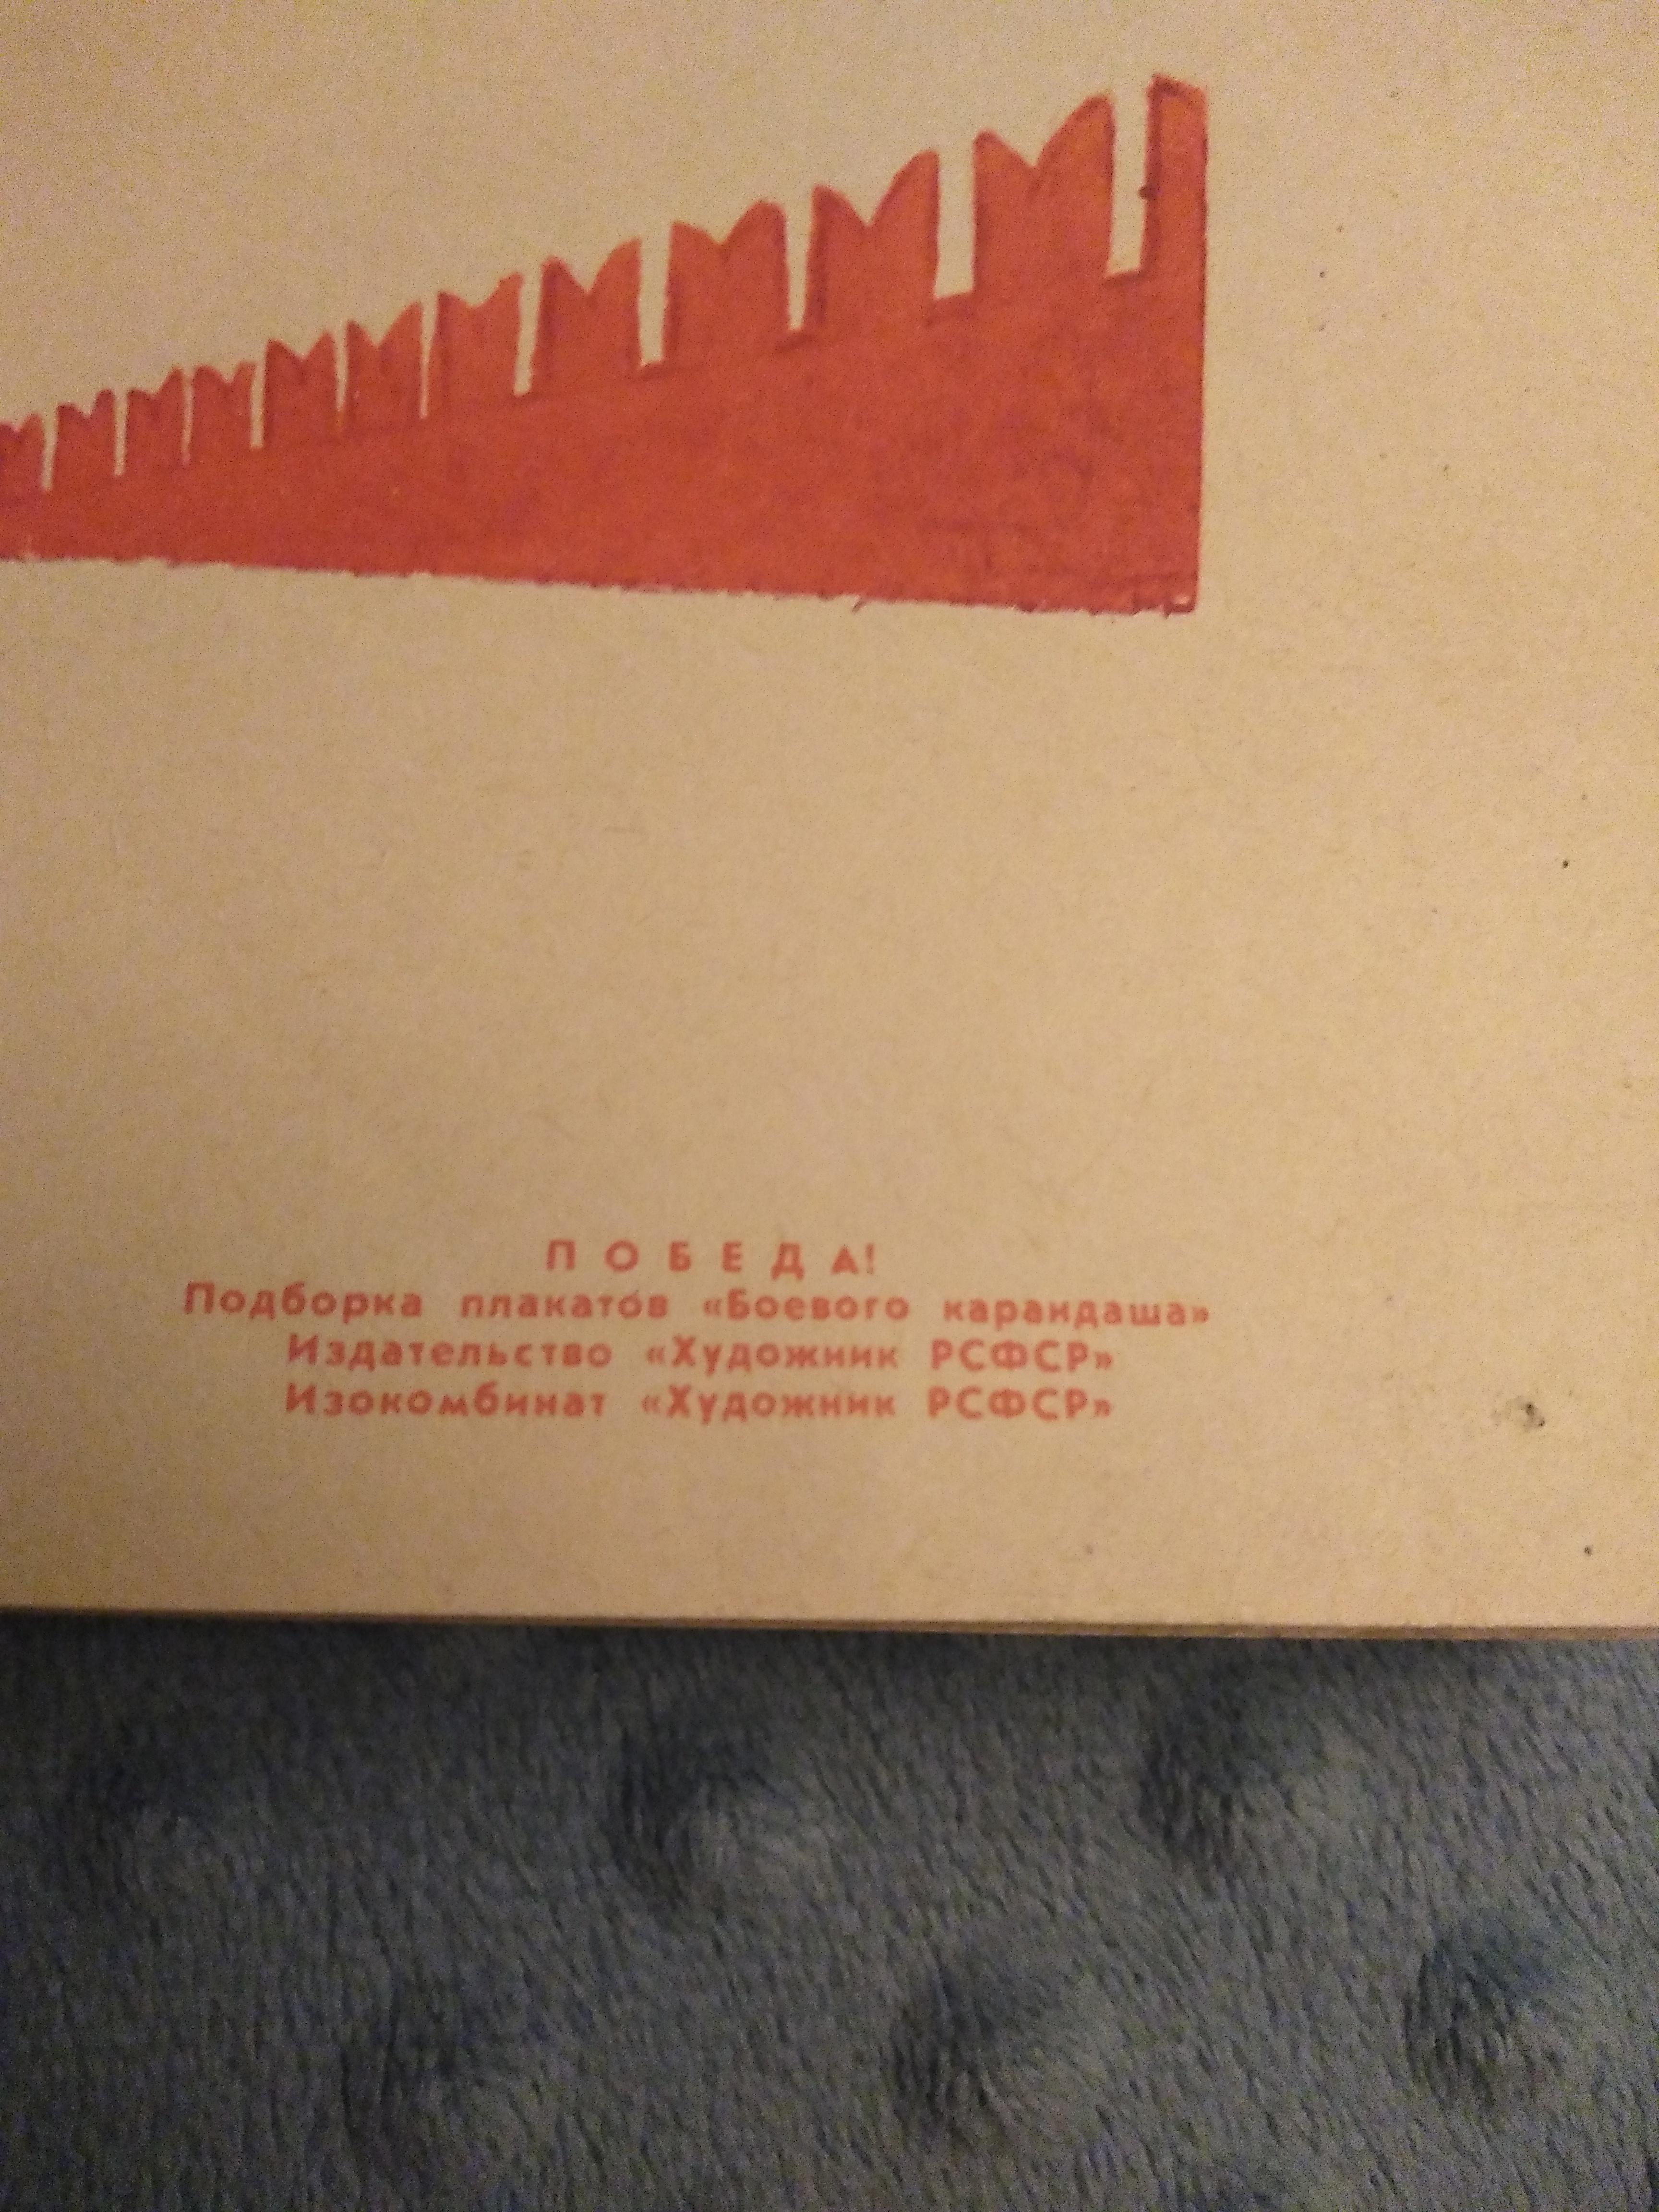 П О Б Е Д А!
Подборка плакатов «Боевого карандаша»
Издательство «Художник РСФСР»
Изокомбинат «Художник РСФСР»